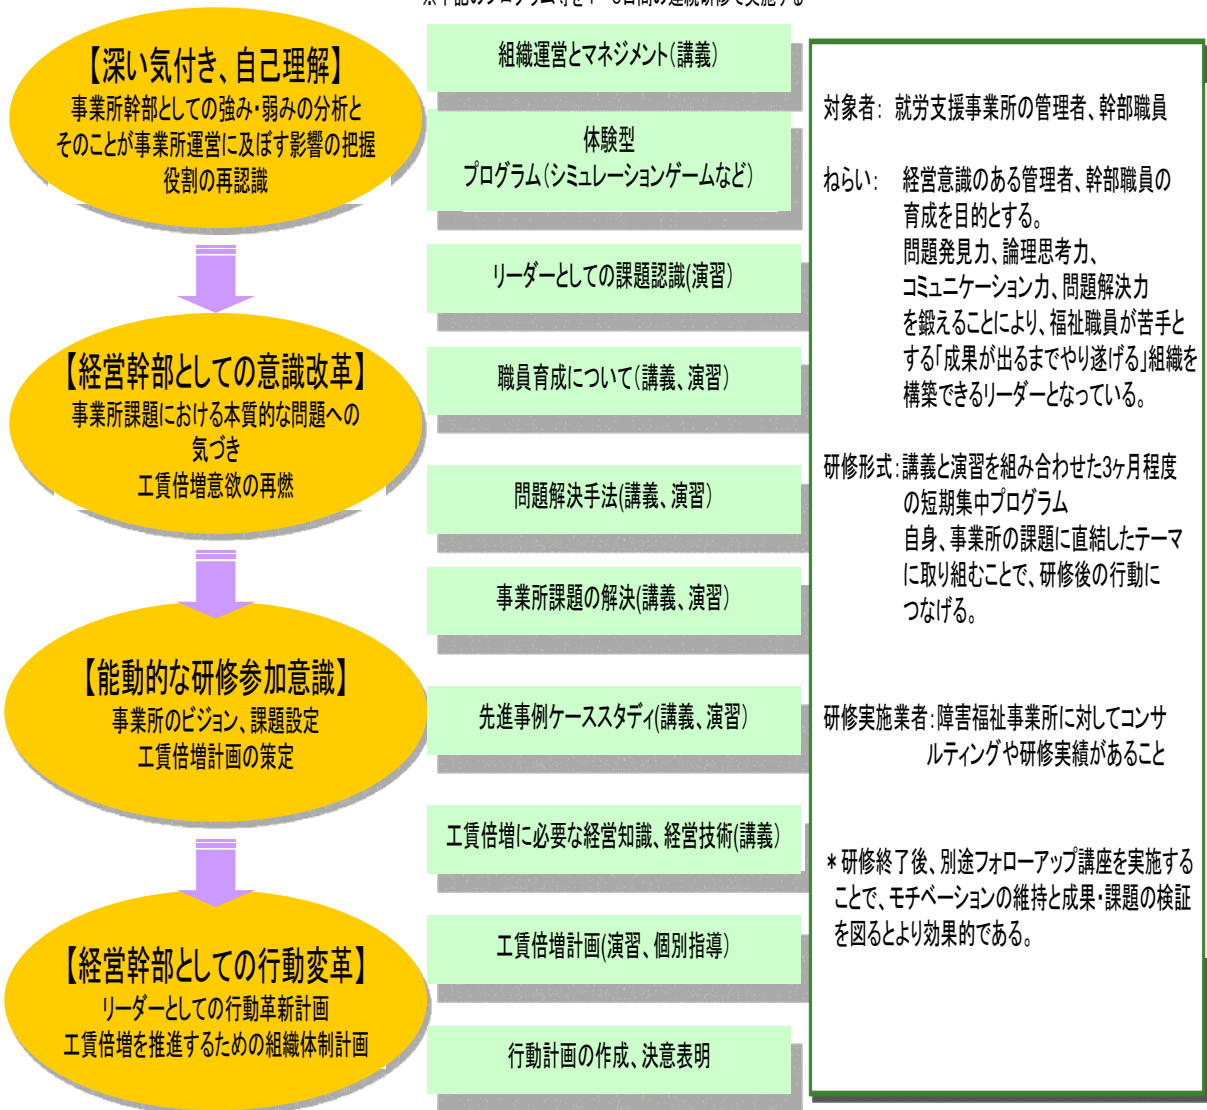 【深い気付き、自己理解】
事業所幹部としての強み・弱みの分析と
そのことが事業所運営に及ぼす影響の把握
役割の再認識
【経営幹部としての意識改革】
事業所課題における本質的な問題への
気づき
工賃倍増意欲の再燃
【能動的な研修参加意識】
事業所のビジョン、課題設定
工賃倍増計画の策定
【経営幹部としての行動変革】
リーダーとしての行動革新計画
工賃倍増を推進するための組織体制計画
組織運営とマネジメント(講義)
体験型
プログラム(シミュレーションゲームなど)
リーダーとしての課題認識(演習)
職員育成について(講義、演習)
問題解決手法(講義、演習)
事業所課題の解決(講義、演習)
先進事例ケーススタディ(講義、演習)
工賃倍増に必要な経営知識、経営技術(講義)
工賃倍増計画(演習、個別指導)
行動計画の作成、決意表明
対象者: 就労支援事業所の管理者、幹部職員
ねらい: 経営意識のある管理者、幹部職員の
育成を目的とする。
問題発見力、論理思考力、
コミュニケーション力、問題解決力
を鍛えることにより、福祉職員が苦手と
する「成果が出るまでやり遂げる」組織を
構築できるリーダーとなっている。
研修形式:講義と演習を組み合わせた3ヶ月程度
の短期集中プログラム
自身、事業所の課題に直結したテーマ
に取り組むことで、研修後の行動に
つなげる。
研修実施業者:障害福祉事業所に対してコンサ
ルティングや研修実績があること
*研修終了後、別途フォローアップ講座を実施する
ことで、モチベーションの維持と成果・課題の検証
を図るとより効果的である。